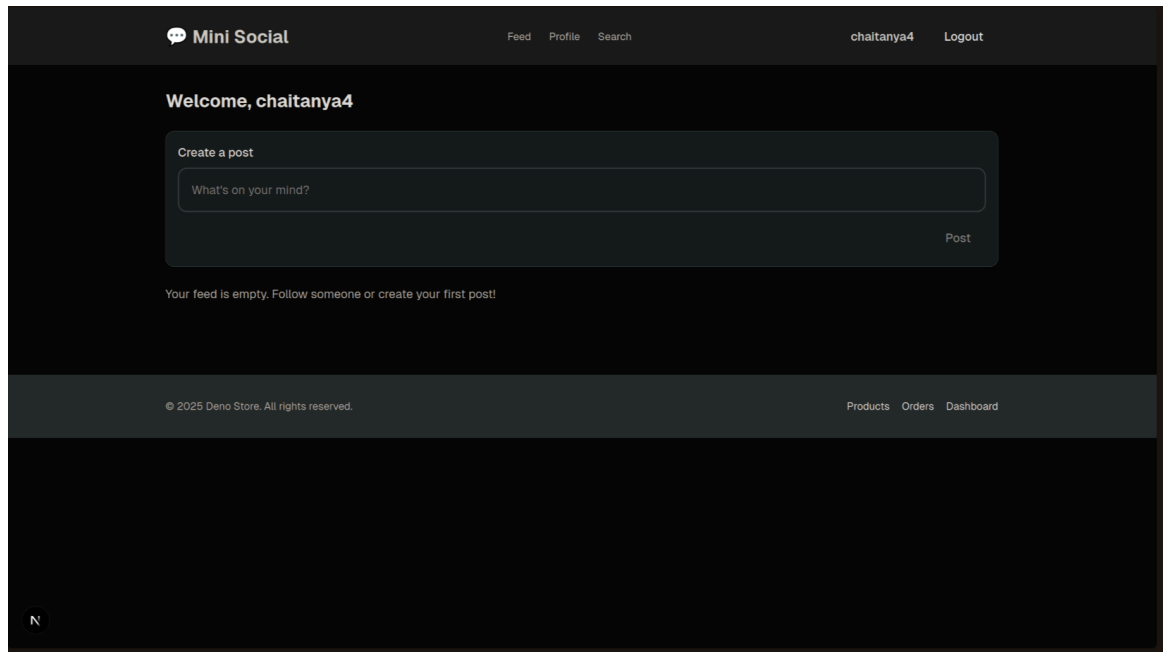 💬 Mini Social
Feed Profile Search
chaitanya4 Logout
Welcome, chaitanya4
Create a post
What's on your mind?
Post
Your feed is empty. Follow someone or create your first post!
© 2025 Deno Store. All rights reserved.
Products Orders Dashboard
N